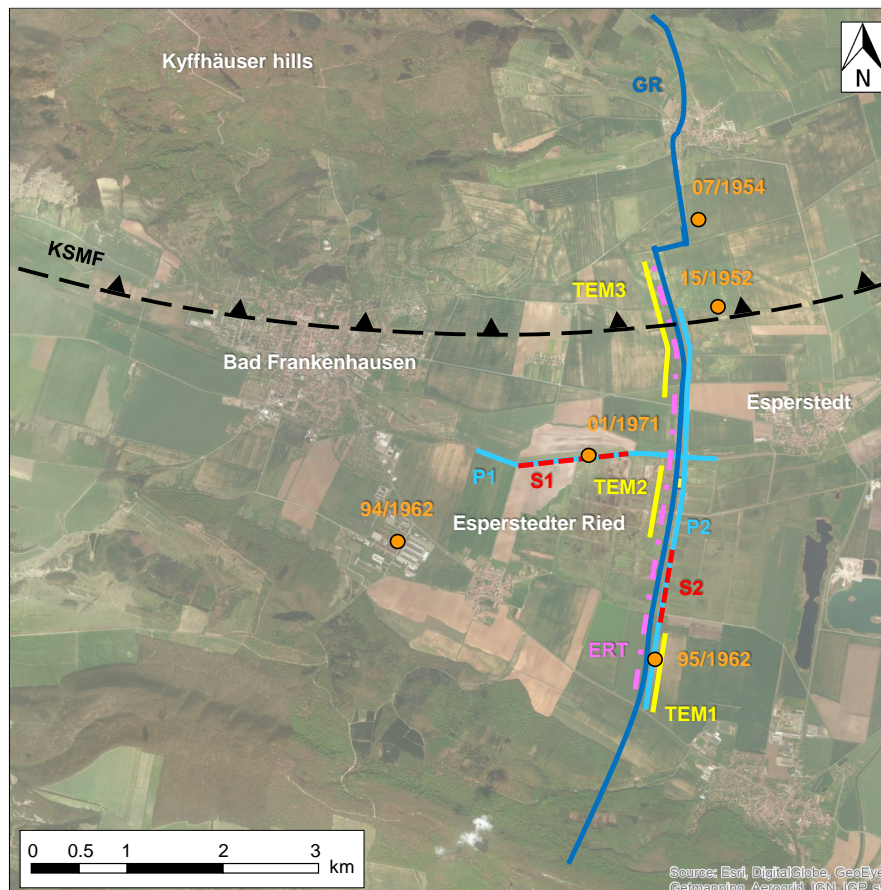 Kyffhäuser hills
N
GR
07/1954
KSMF
15/1952
TEM3
Bad Frankenhausen
Esperstedt
01/1971
P1
S1
TEM2
94/1962
Esperstedter Ried
P2
S2
ERT
95/1962
TEM1
0 0.5 1 2 3
km
Source: Esri, DigitalGlobe, GeoEye
Getmapping, Aerogrid, IGN, IGP, s